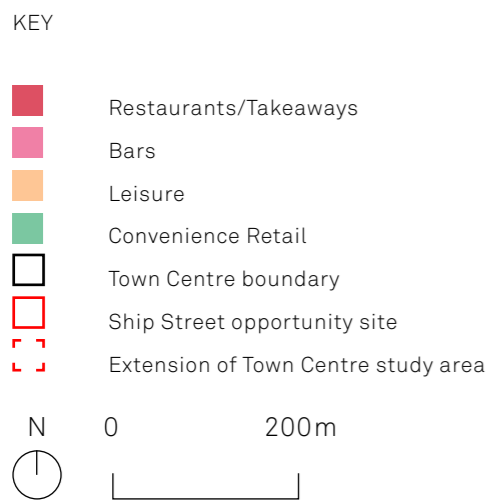 KEY
Restaurants/Takeaways
Bars
Leisure
Convenience Retail
Town Centre boundary
Ship Street opportunity site
Extension of Town Centre study area
N 0 200m